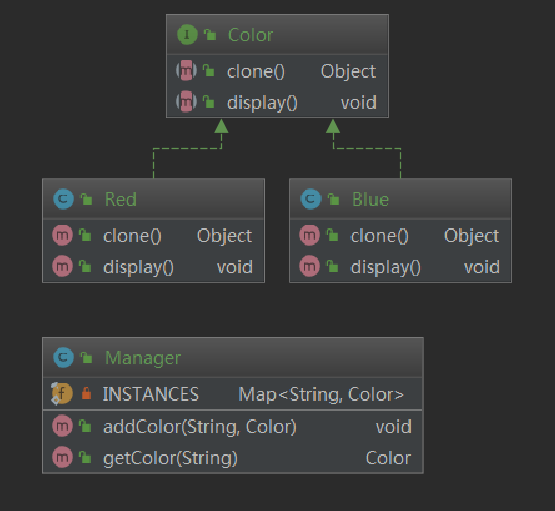 I Color
m clone() Object
m display() void
C Red
m clone() Object
m display() void
C Blue
m clone() Object
m display() void
C Manager
f INSTANCES Map<String, Color>
m addColor(String, Color) void
m getColor(String) Color